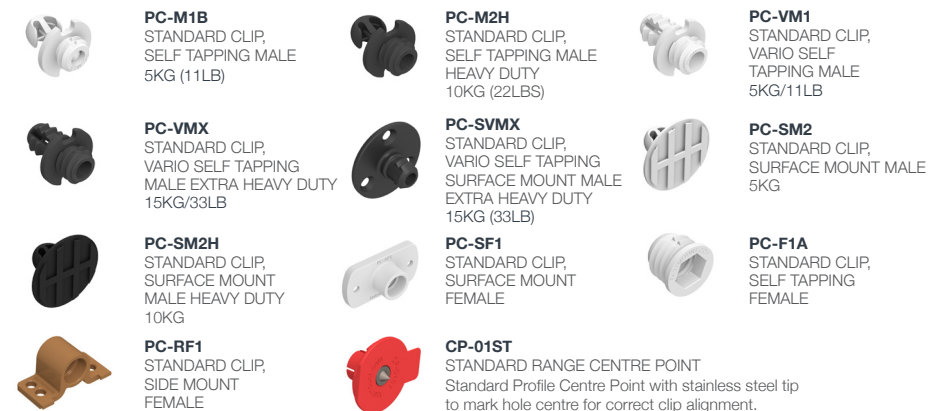 PC-M1B
STANDARD CLIP,
SELF TAPPING MALE
5KG (11LB)
PC-M2H
STANDARD CLIP,
SELF TAPPING MALE
HEAVY DUTY
10KG (22LBS)
PC-VM1
STANDARD CLIP,
VARIO SELF
TAPPING MALE
5KG/11LB
PC-VMX
STANDARD CLIP,
VARIO SELF TAPPING
MALE EXTRA HEAVY DUTY
15KG/33LB
PC-SVMX
STANDARD CLIP,
VARIO SELF TAPPING
SURFACE MOUNT MALE
EXTRA HEAVY DUTY
15KG (33LB)
PC-SM2
STANDARD CLIP,
SURFACE MOUNT MALE
5KG
PC-SM2H
STANDARD CLIP,
SURFACE MOUNT
MALE HEAVY DUTY
10KG
PC-SF1
STANDARD CLIP,
SURFACE MOUNT
FEMALE
PC-F1A
STANDARD CLIP,
SELF TAPPING
FEMALE
PC-RF1
STANDARD CLIP,
SIDE MOUNT
FEMALE
CP-01ST
STANDARD RANGE CENTRE POINT
Standard Profile Centre Point with stainless steel tip
to mark hole centre for correct clip alignment.